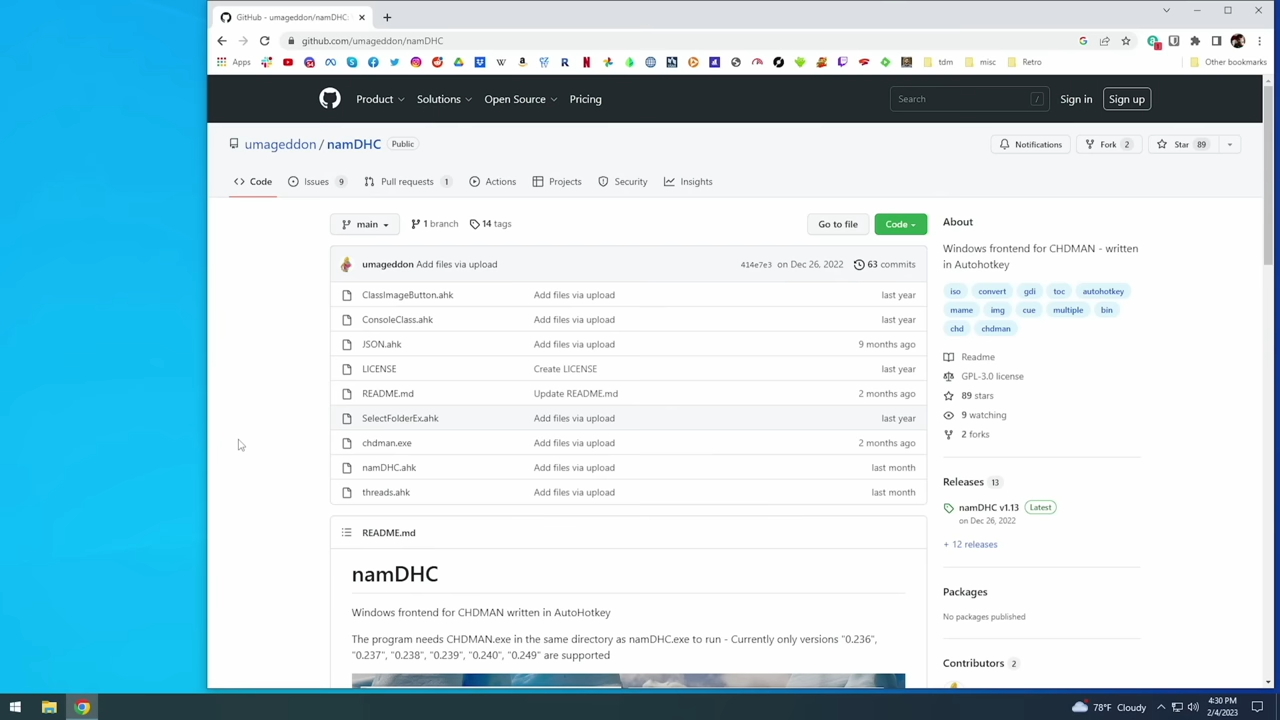 GitHub - umageddon/namDHC:
github.com/umageddon/namDHC
Apps
tdm
misc
Retro
Other bookmarks
Product
Solutions
Open Source
Pricing
Search
/
Sign in
Sign up
umageddon / namDHC
Public
Notifications
Fork 2
Star 89
Code
Issues 9
Pull requests 1
Actions
Projects
Security
Insights
main
1 branch
14 tags
Go to file
Code
umageddon Add files via upload
414e7e3 on Dec 26, 2022
63 commits
ClassImageButton.ahk Add files via upload last year
ConsoleClass.ahk Add files via upload last year
JSON.ahk Add files via upload 9 months ago
LICENSE Create LICENSE last year
README.md Update README.md 2 months ago
SelectFolderEx.ahk Add files via upload last year
chdman.exe Add files via upload 2 months ago
namDHC.ahk Add files via upload last month
threads.ahk Add files via upload last month
README.md
namDHC
Windows frontend for CHDMAN written in AutoHotkey
The program needs CHDMAN.exe in the same directory as namDHC.exe to run - Currently only versions "0.236",
"0.237", "0.238", "0.239", "0.240", "0.249" are supported
About
Windows frontend for CHDMAN - written
in Autohotkey
iso convert gdi toc autohotkey
mame img cue multiple bin
chd chdman
Readme
GPL-3.0 license
89 stars
9 watching
2 forks
Releases 13
namDHC v1.13 Latest
on Dec 26, 2022
+ 12 releases
Packages
No packages published
Contributors 2
78°F Cloudy
4:30 PM
2/4/2023